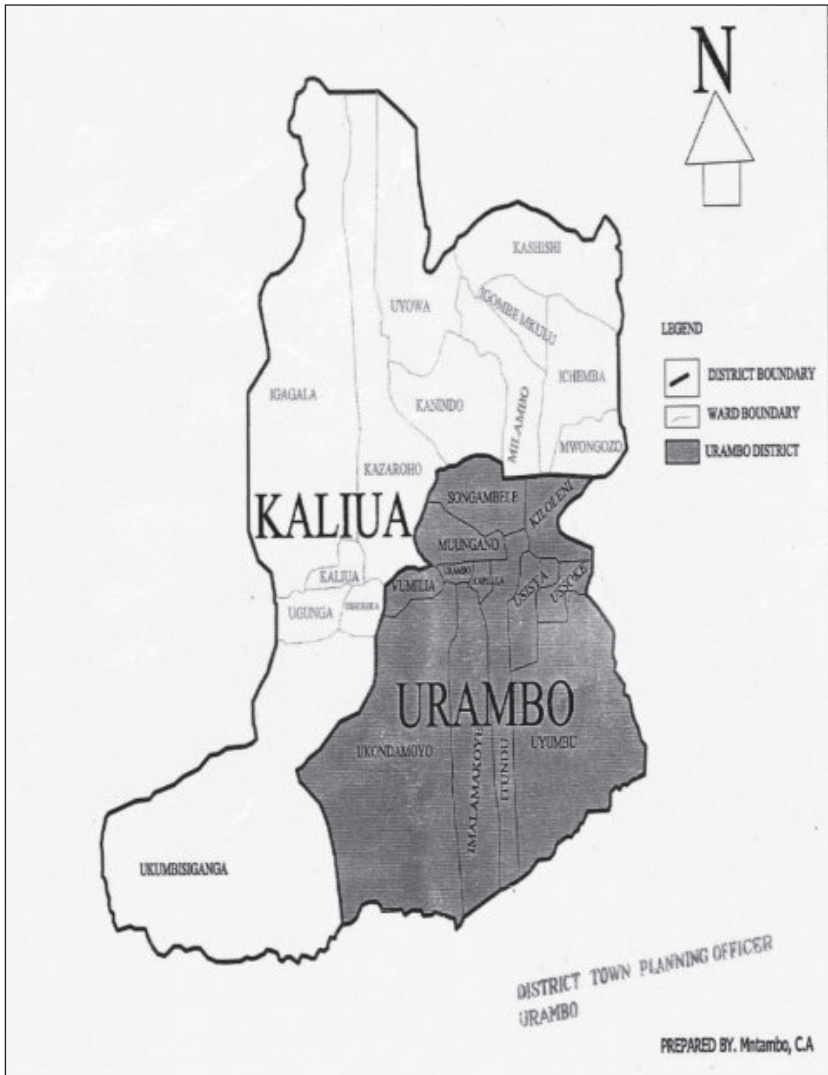 N
KASHISHI
IGOMBE MKULU
UYOWA
LEGEND
DISTRICT BOUNDARY
WARD BOUNDARY
URAMBO DISTRICT
ICHEMBA
IGAGALA
KANINDO
MILAMBO
MWONGOZO
KAZAROHO
SONGAMBELE
KILOLENI
KALIUA
MUUNGANO
URAMBO
KALIUA
VUMILIA
USISYA
USSOKE
UGUNGA
URAMBO
UKONDAMOYO
IMALAMAKOYE
ITUNDU
UYUMBU
UKUMBISIGANGA
DISTRICT TOWN PLANNING OFFICER
URAMBO
PREPARED BY. Mntambo, C.A